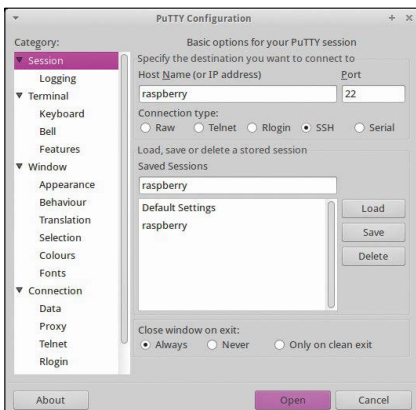 PuTTY Configuration
Category:
Session
Logging
Terminal
Keyboard
Bell
Features
Window
Appearance
Behaviour
Translation
Selection
Colours
Fonts
Connection
Data
Proxy
Telnet
Rlogin
Basic options for your PuTTY session
Specify the destination you want to connect to
Host Name (or IP address) Port
raspberry 22
Connection type:
Raw Telnet Rlogin SSH Serial
Load, save or delete a stored session
Saved Sessions
raspberry
Default Settings Load
raspberry Save
Delete
Close window on exit:
Always Never Only on clean exit
About Open Cancel